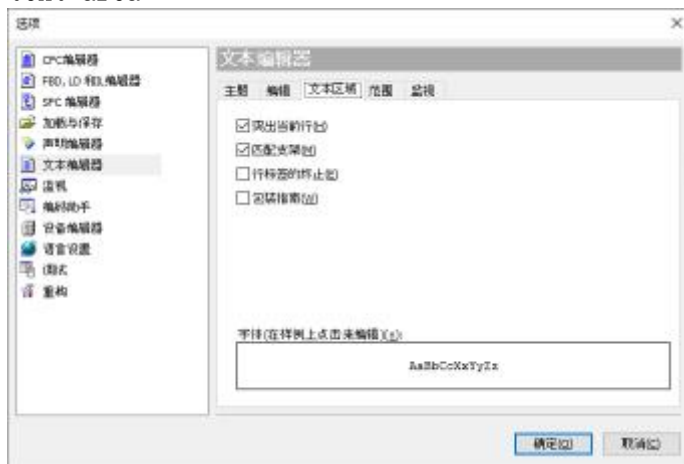 选项
CFC编辑器
FBD, LD 和IL编辑器
SFC 编辑器
加载与保存
声明编辑器
文本编辑器
监视
编码助手
设备编辑器
语言设置
调试
重构
文本编辑器
主题 编辑 文本区域 范围 监视
突出当前行(H)
匹配支架(M)
行标签的终止(E)
包装指南(W)
字体(在样例上点击来编辑)
AaBbCcXxYyZz
确定(O) 取消(C)